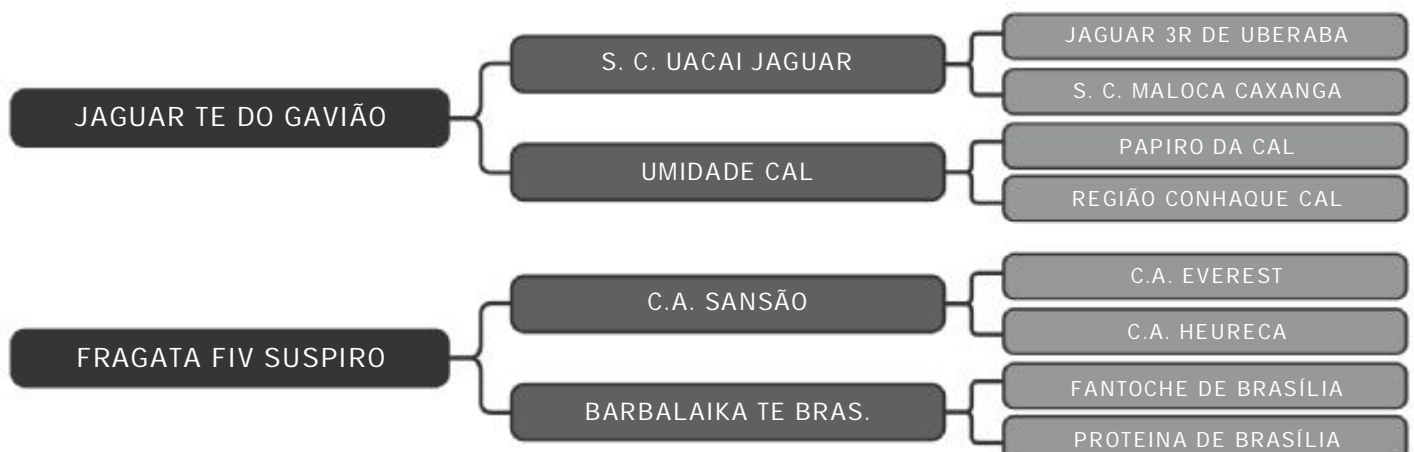 JAGUAR TE DO GAVIÃO
S. C. UACAI JAGUAR
JAGUAR 3R DE UBERABA
S. C. MALOCA CAXANGA
UMIDADE CAL
PAPIRO DA CAL
REGIÃO CONHAQUE CAL
FRAGATA FIV SUSPIRO
C.A. SANSÃO
C.A. EVEREST
C.A. HEURECA
BARBALAIKA TE BRAS.
FANTOCHE DE BRASÍLIA
PROTEINA DE BRASÍLIA